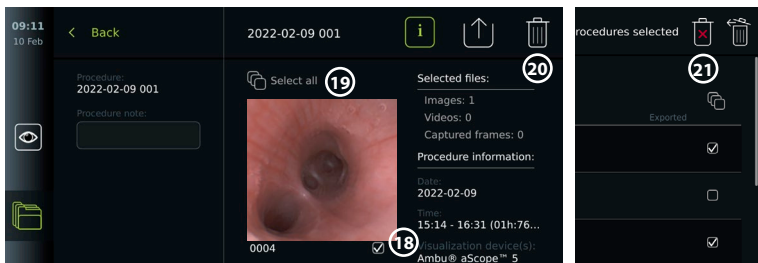 09:11
10 Feb
Back
2022-02-09 001
i
Procedure:
2022-02-09 001
Procedure note:
Select all
19
0004
18
20
Selected files:
Images: 1
Videos: 0
Captured frames: 0
Procedure information:
Date:
2022-02-09
Time:
15:14 - 16:31 (01h:76...
Visualization device(s):
Ambu® aScope™ 5
rocedures selected
21
Exported